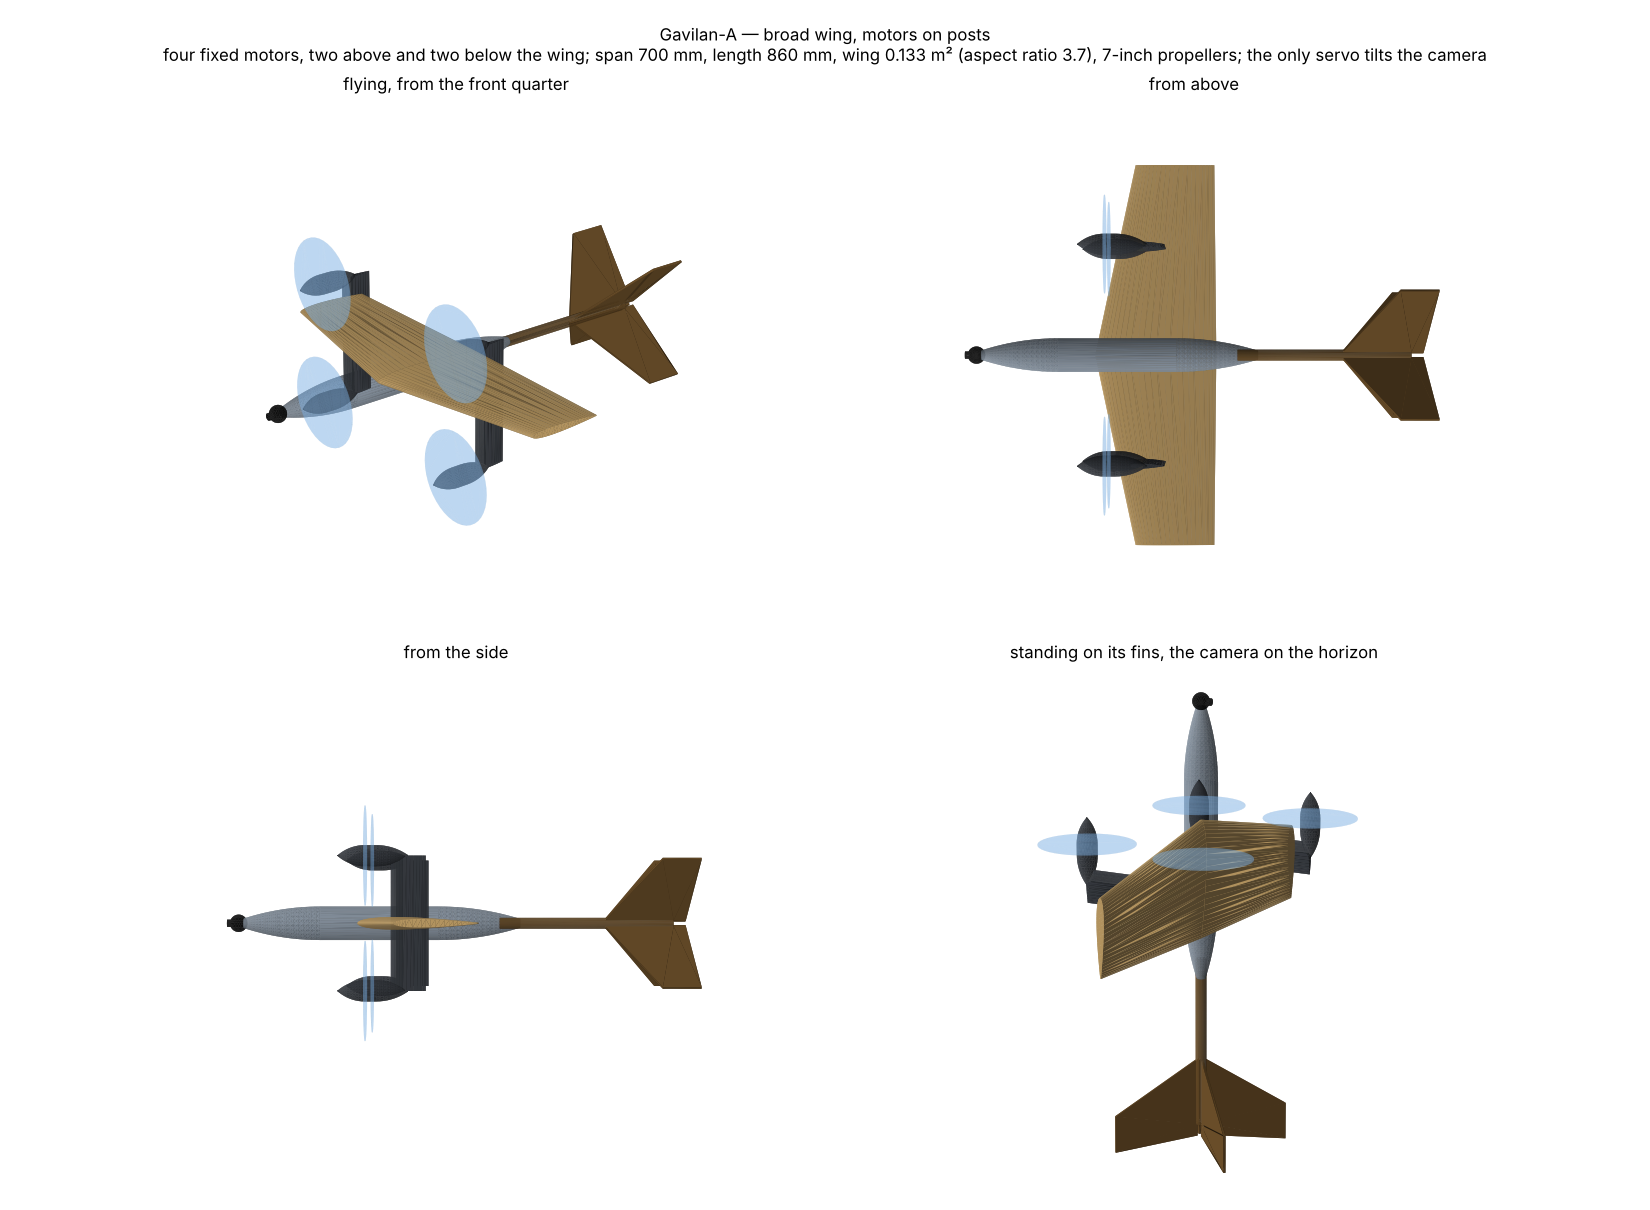 Gavilan-A — broad wing, motors on posts
four fixed motors, two above and two below the wing; span 700 mm, length 860 mm, wing 0.133 m² (aspect ratio 3.7), 7-inch propellers; the only servo tilts the camera
flying, from the front quarter
from above
from the side
standing on its fins, the camera on the horizon